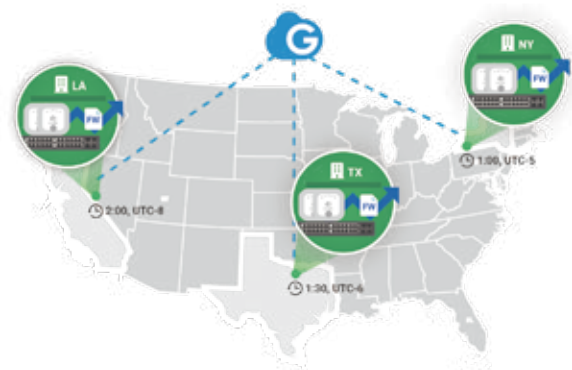 G
NY
FW
1:00, UTC-5
LA
FW
2:00, UTC-8
TX
FW
1:30, UTC-6